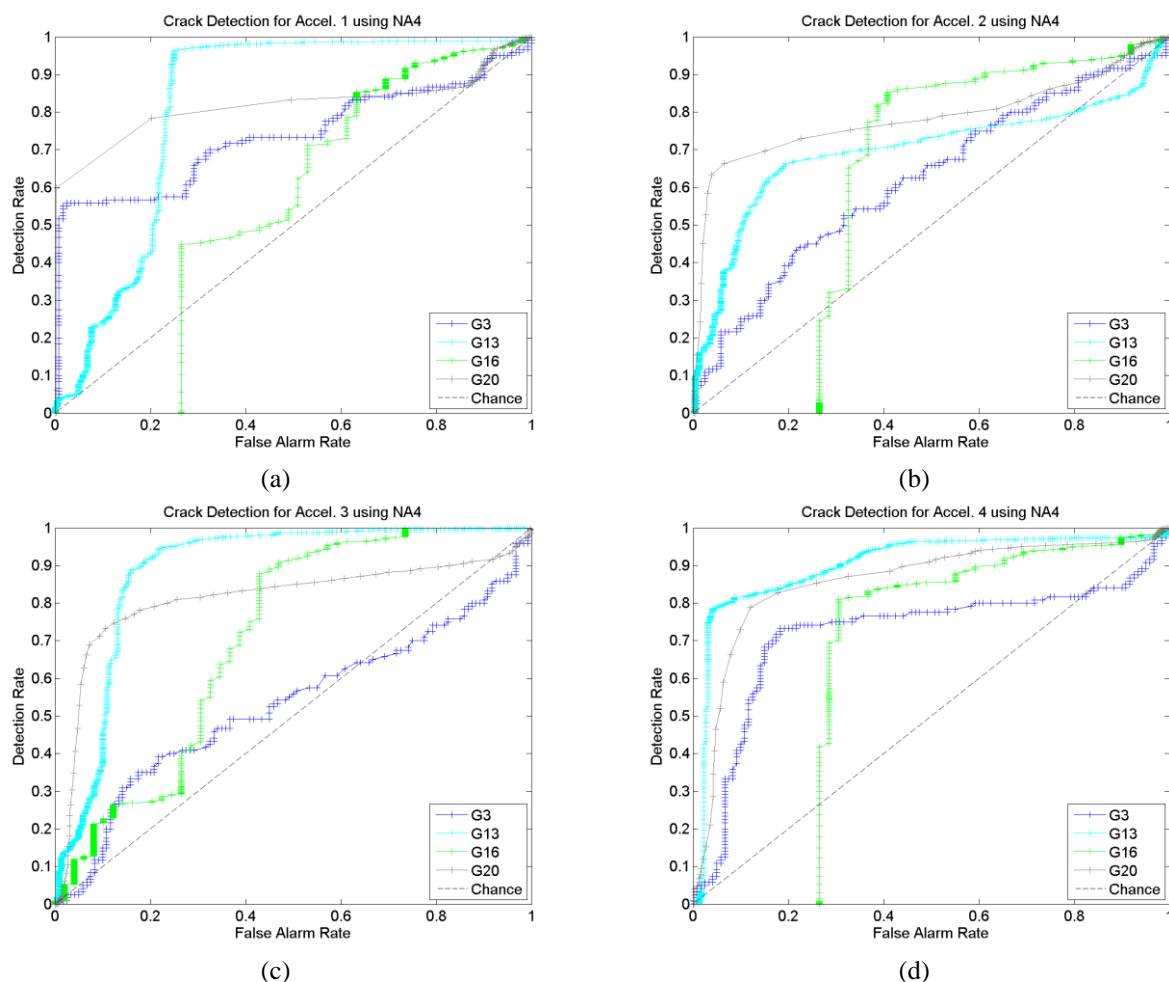 Crack Detection for Accel. 1 using NA4
1
0.9
0.8
0.7
0.6
0.5
0.4
0.3
0.2
0.1
0
Detection Rate
0
0.2
0.4
0.6
0.8
1
False Alarm Rate
G3
G13
G16
G20
Chance
(a)
Crack Detection for Accel. 2 using NA4
1
0.9
0.8
0.7
0.6
0.5
0.4
0.3
0.2
0.1
0
Detection Rate
0
0.2
0.4
0.6
0.8
1
False Alarm Rate
G3
G13
G16
G20
Chance
(b)
Crack Detection for Accel. 3 using NA4
1
0.9
0.8
0.7
0.6
0.5
0.4
0.3
0.2
0.1
0
Detection Rate
0
0.2
0.4
0.6
0.8
1
False Alarm Rate
G3
G13
G16
G20
Chance
(c)
Crack Detection for Accel. 4 using NA4
1
0.9
0.8
0.7
0.6
0.5
0.4
0.3
0.2
0.1
0
Detection Rate
0
0.2
0.4
0.6
0.8
1
False Alarm Rate
G3
G13
G16
G20
Chance
(d)